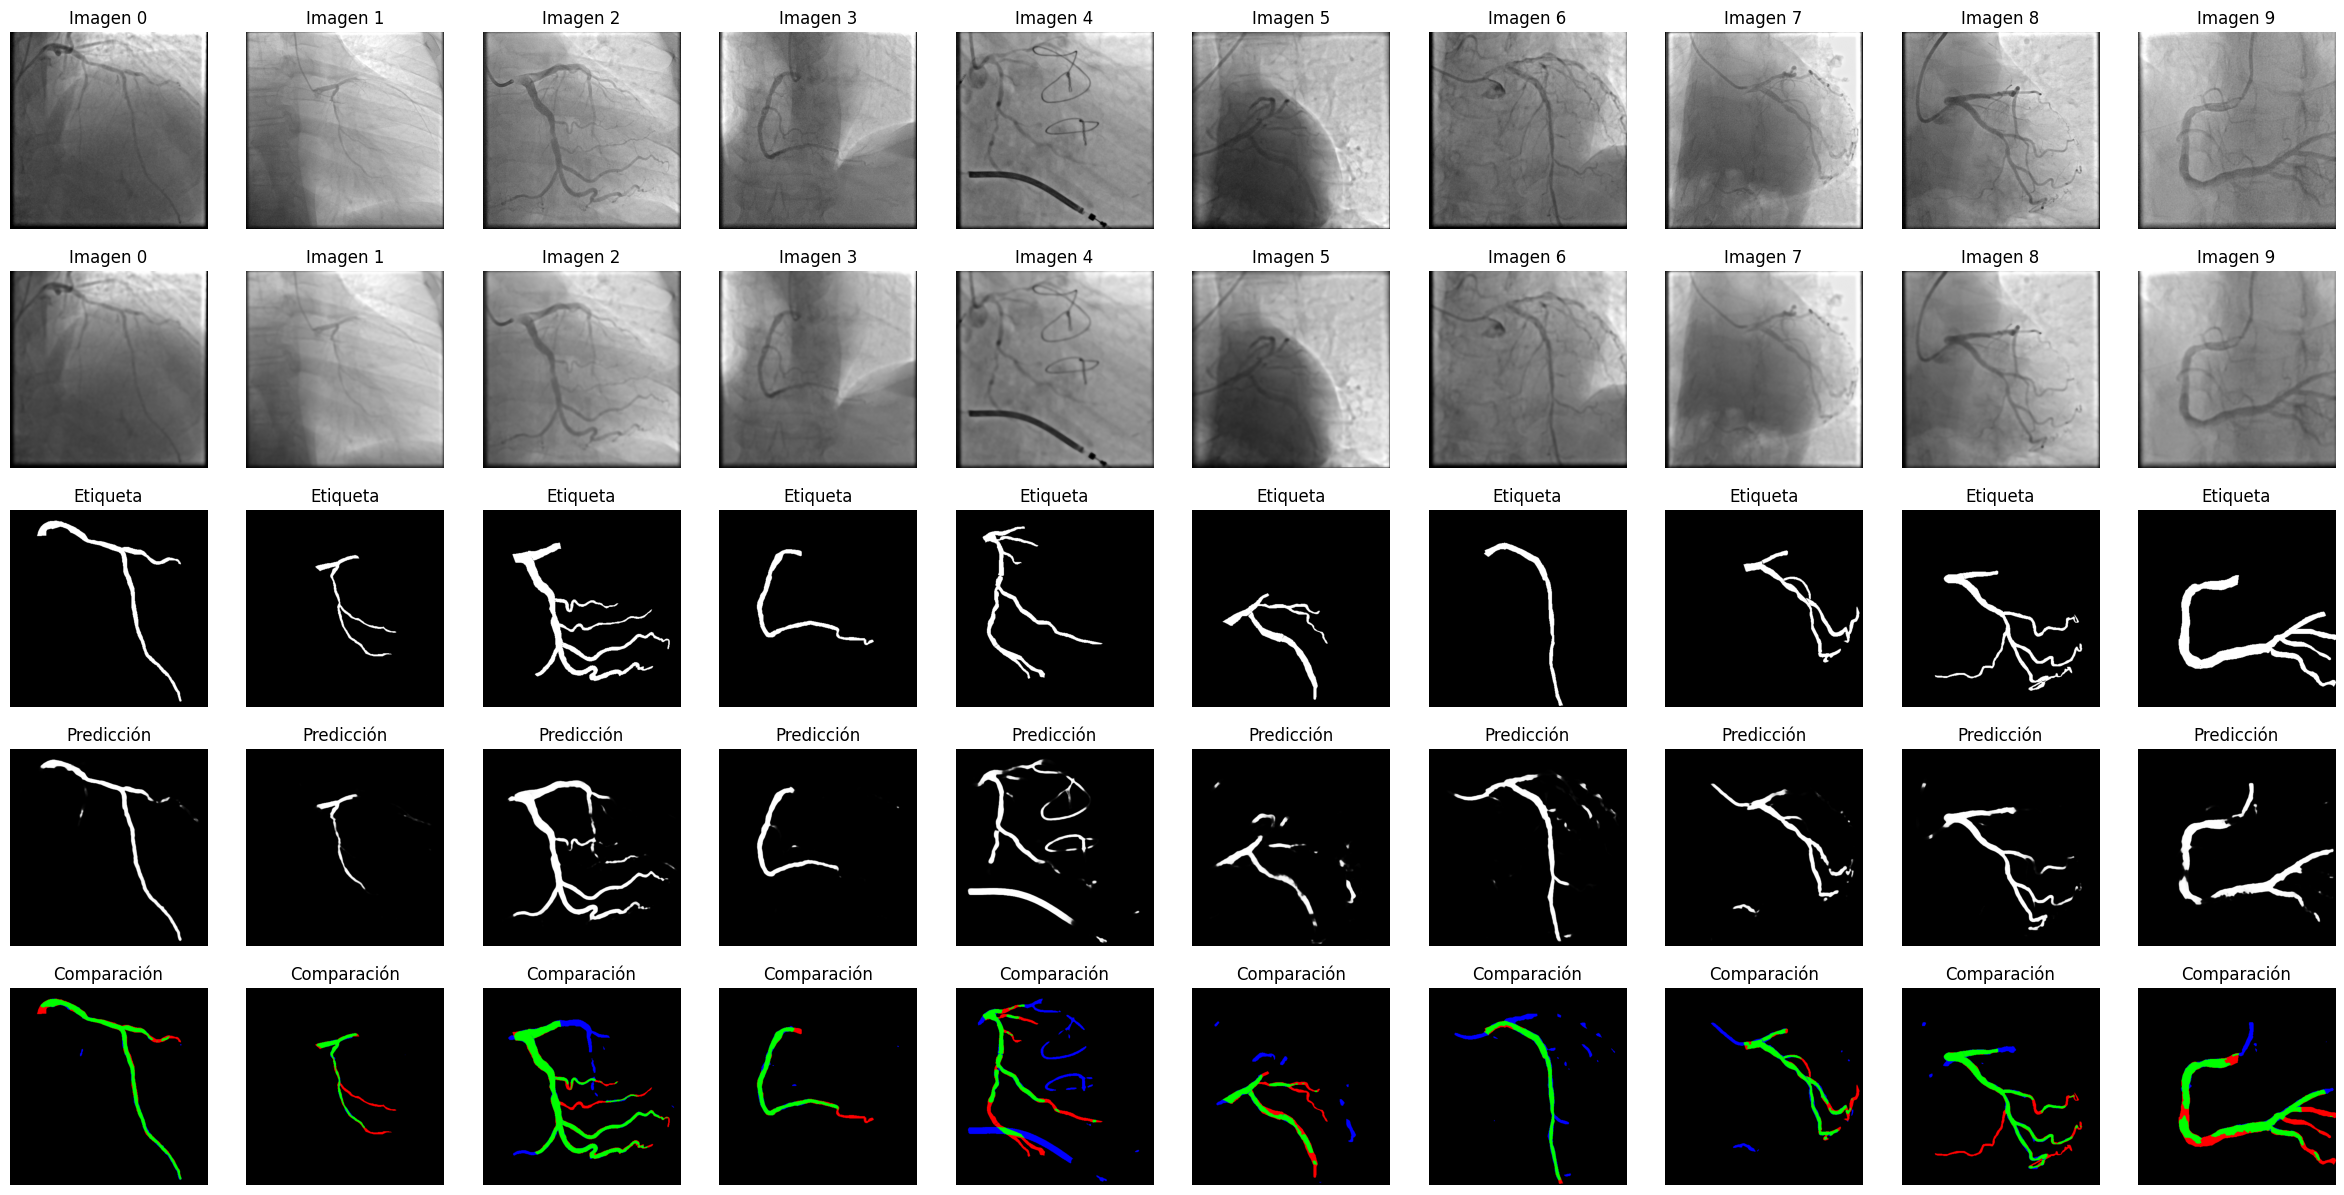 Imagen 0 Imagen 1 Imagen 2 Imagen 3 Imagen 4 Imagen 5 Imagen 6 Imagen 7 Imagen 8 Imagen 9
Imagen 0 Imagen 1 Imagen 2 Imagen 3 Imagen 4 Imagen 5 Imagen 6 Imagen 7 Imagen 8 Imagen 9
Etiqueta Etiqueta Etiqueta Etiqueta Etiqueta Etiqueta Etiqueta Etiqueta Etiqueta Etiqueta
Predicción Predicción Predicción Predicción Predicción Predicción Predicción Predicción Predicción Predicción
Comparación Comparación Comparación Comparación Comparación Comparación Comparación Comparación Comparación Comparación